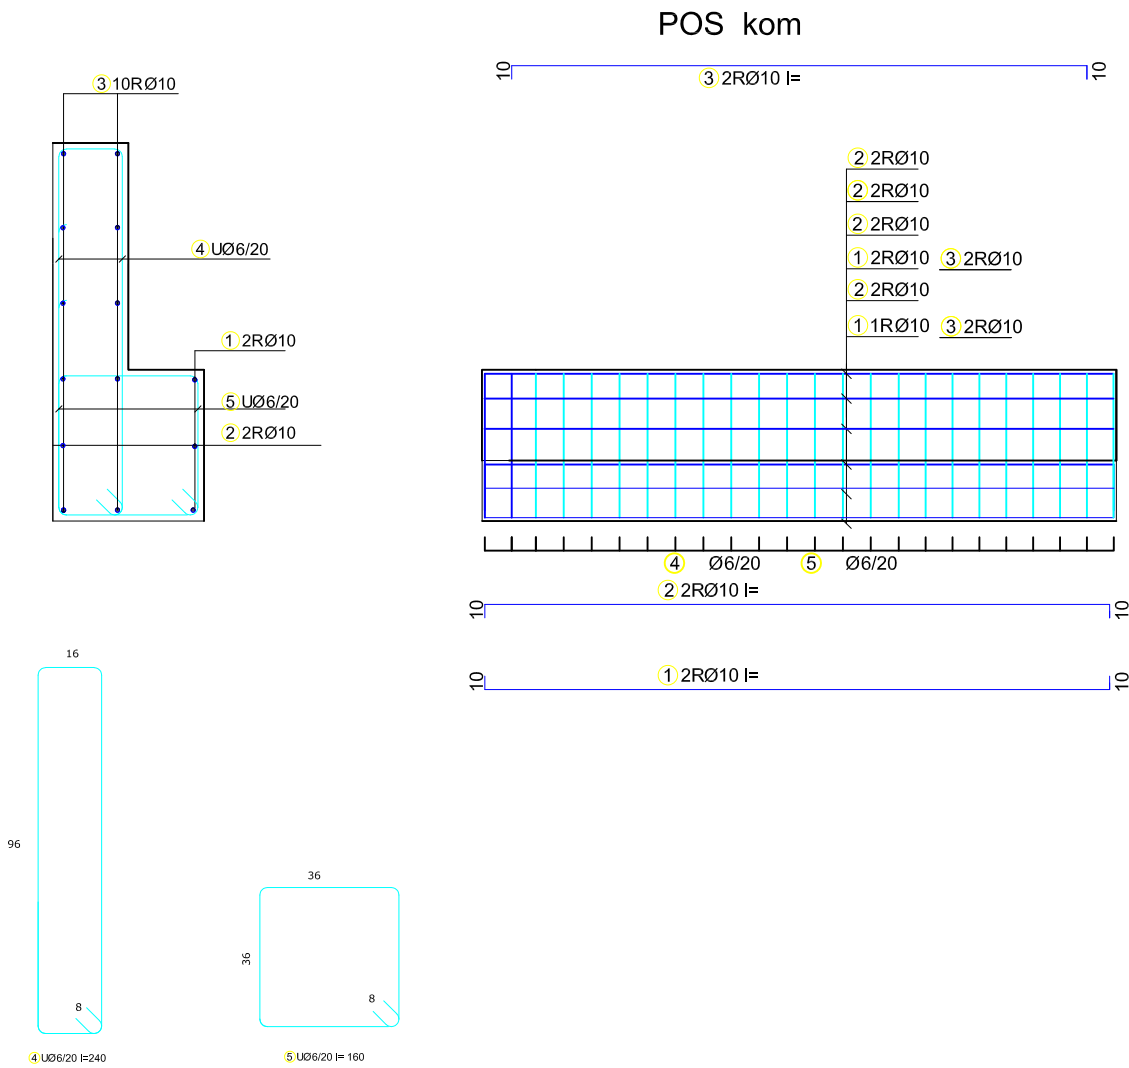 POS kom
10
3 2RØ10 l=
10
3 10RØ10
2 2RØ10
2 2RØ10
2 2RØ10
1 2RØ10 3 2RØ10
2 2RØ10
1 1RØ10 3 2RØ10
4 UØ6/20
1 2RØ10
5 UØ6/20
2 2RØ10
4 Ø6/20 5 Ø6/20
10
2 2RØ10 l=
10
10
1 2RØ10 l=
10
16
96
8
4 UØ6/20 l=240
36
36
8
5 UØ6/20 l= 160